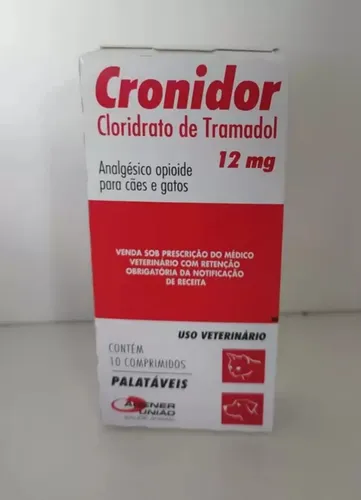 Cronidor
Cloridrato de Tramadol
12 mg
Analgésico opioide
para cães e gatos
VENDA SOB PRESCRIÇÃO DO MÉDICO
VETERINÁRIO COM RETENÇÃO
OBRIGATÓRIA DA NOTIFICAÇÃO
DE RECEITA
USO VETERINÁRIO
CONTÉM
10 COMPRIMIDOS
PALATÁVEIS
AGENER
UNIÃO